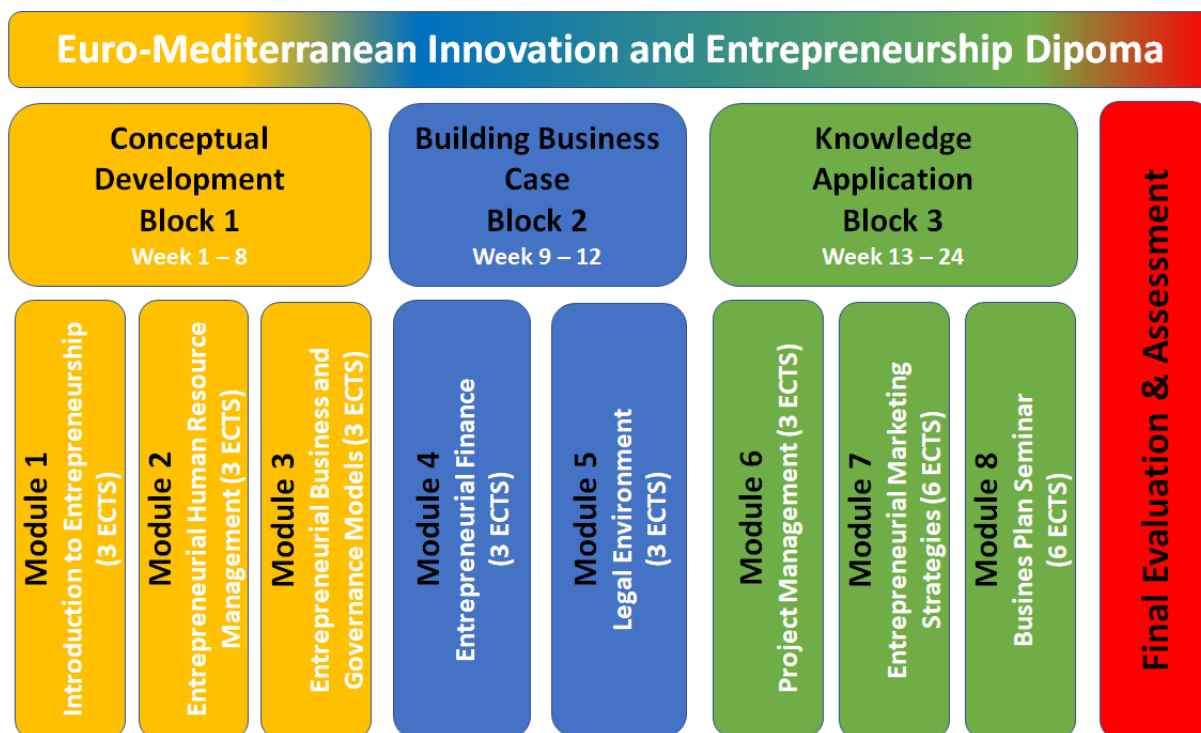 Euro-Mediterranean Innovation and Entrepreneurship Dipoma
Conceptual
Development
Block 1
Week 1 – 8
Building Business
Case
Block 2
Week 9 – 12
Knowledge
Application
Block 3
Week 13 – 24
Module 1
Introduction to Entrepreneurship
(3 ECTS)
Module 2
Entrepreneurial Human Resource
Management (3 ECTS)
Module 3
Entrepreneurial Business and
Governance Models (3 ECTS)
Module 4
Entrepreneurial Finance
(3 ECTS)
Module 5
Legal Environment
(3 ECTS)
Module 6
Project Management (3 ECTS)
Module 7
Entrepreneurial Marketing
Strategies (6 ECTS)
Module 8
Busines Plan Seminar
(6 ECTS)
Final Evaluation & Assessment